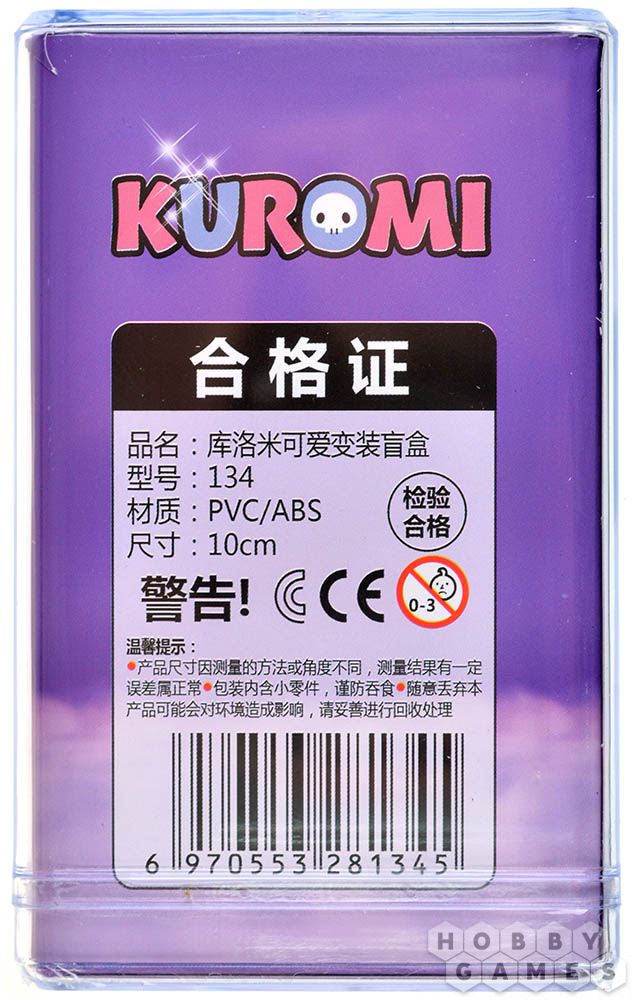 HOBBY
GAMES
KUROMI
合格证
品名：库洛米可爱变装盲盒
型号：134
材质：PVC/ABS
尺寸：10cm
检验
合格
警告! CE
0-3
温馨提示：
•产品尺寸因测量的方法或角度不同，测量结果有一定
误差属正常•包装内含小零件，谨防吞食•随意丢弃本
产品可能会对环境造成影响，请妥善进行回收处理
6 970553 281345
HOBBY
GAMES